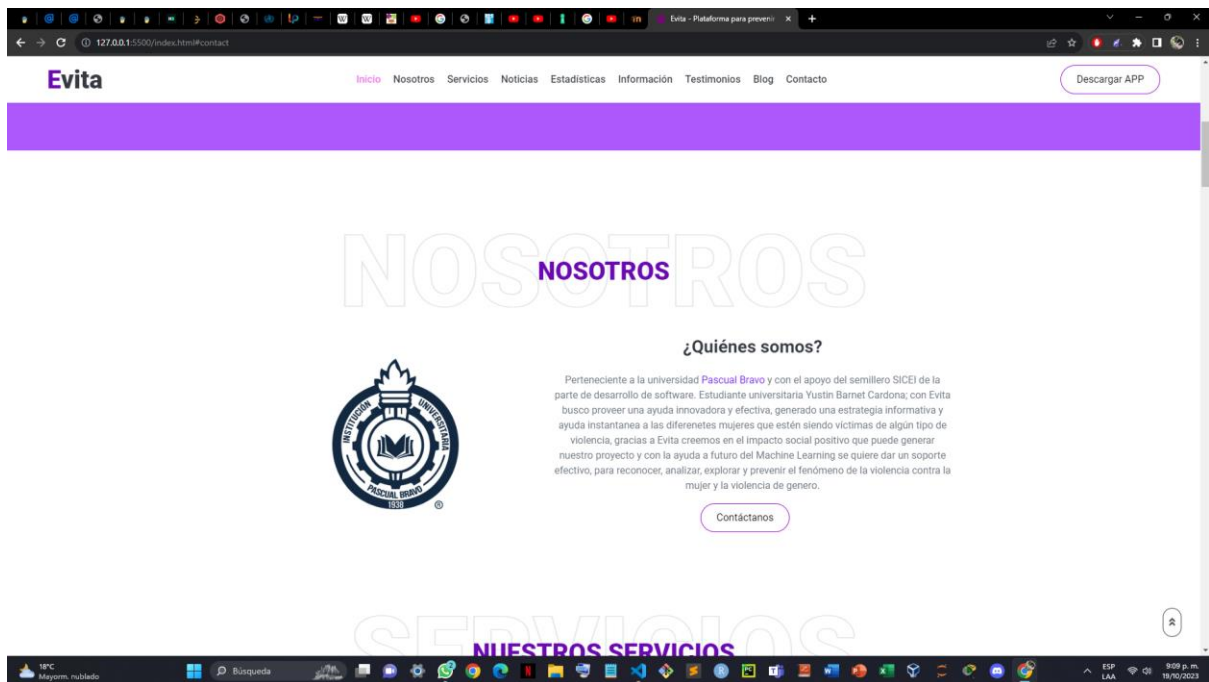 Evita - Plataforma para preveni
127.0.0.1:5500/index.html#contact
Evita
Inicio Nosotros Servicios Noticias Estadísticas Información Testimonios Blog Contacto
Descargar APP
NOSOTROS
NOSOTROS
¿Quiénes somos?
Perteneciente a la universidad Pascual Bravo y con el apoyo del semillero SICEI de la
parte de desarrollo de software. Estudiante universitaria Yustin Barnet Cardona; con Evita
busco proveer una ayuda innovadora y efectiva, generado una estrategia informativa y
ayuda instantanea a las diferenetes mujeres que estén siendo víctimas de algún tipo de
violencia, gracias a Evita creemos en el impacto social positivo que puede generar
nuestro proyecto y con la ayuda a futuro del Machine Learning se quiere dar un soporte
efectivo, para reconocer, analizar, explorar y prevenir el fenómeno de la violencia contra la
mujer y la violencia de genero.
Contáctanos
INSTITUCIÓN UNIVERSITARIA
PASCUAL BRAVO
1938
®
SERVICIOS
NUESTROS SERVICIOS
18°C
Mayorm. nublado
Búsqueda
ESP
LAA
9:09 p. m.
19/10/2023